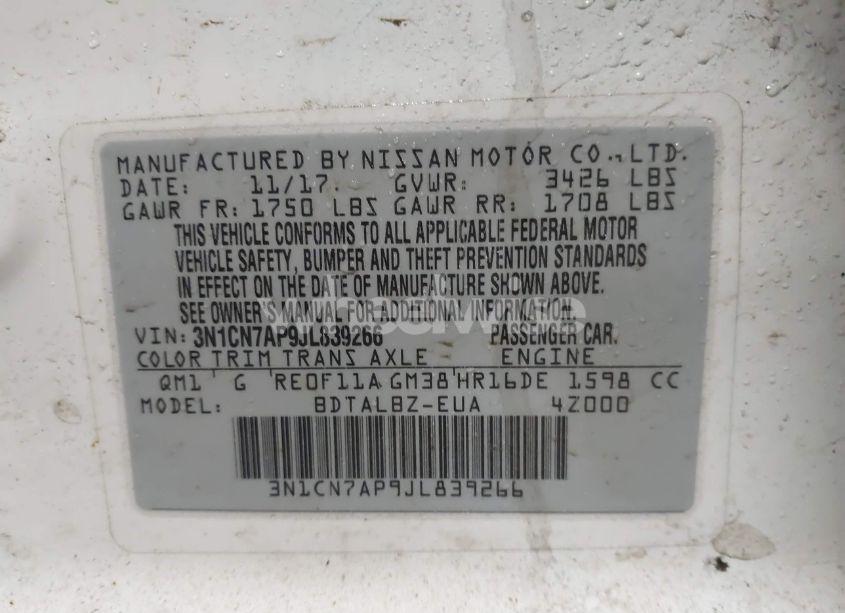 MANUFACTURED BY NISSAN MOTOR CO., LTD.
DATE: 11/17. GVWR: 3426 LBS
GAWR FR: 1750 LBS GAWR RR: 1708 LBS
THIS VEHICLE CONFORMS TO ALL APPLICABLE FEDERAL MOTOR
VEHICLE SAFETY, BUMPER AND THEFT PREVENTION STANDARDS
IN EFFECT ON THE DATE OF MANUFACTURE SHOWN ABOVE.
SEE OWNER'S MANUAL FOR ADDITIONAL INFORMATION.
VIN: 3N1CN7AP9JL839266 PASSENGER CAR.
COLOR TRIM TRANS AXLE ENGINE
QM1 G RE0F11A GM38 HR16DE 1598 CC
MODEL: BDTALBZ-EUA 4Z000
3N1CN7AP9JL839266